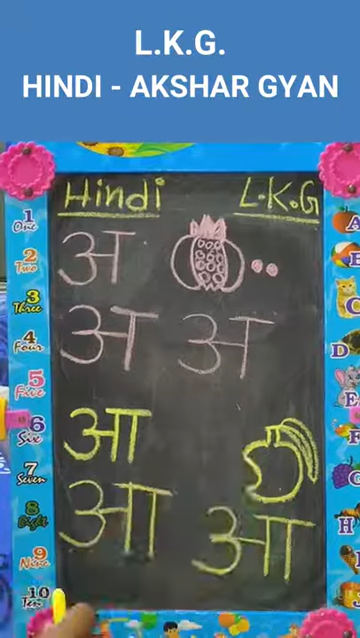 L.K.G.
HINDI - AKSHAR GYAN
Hindi L.K.G
अ
अ अ
आ
आ आ
1 One
2 Two
3 Three
4 Four
5 Five
6 Six
7 Seven
8 Eight
9 Nine
10 Ten
A
B
C
D
E
F
G
H
I